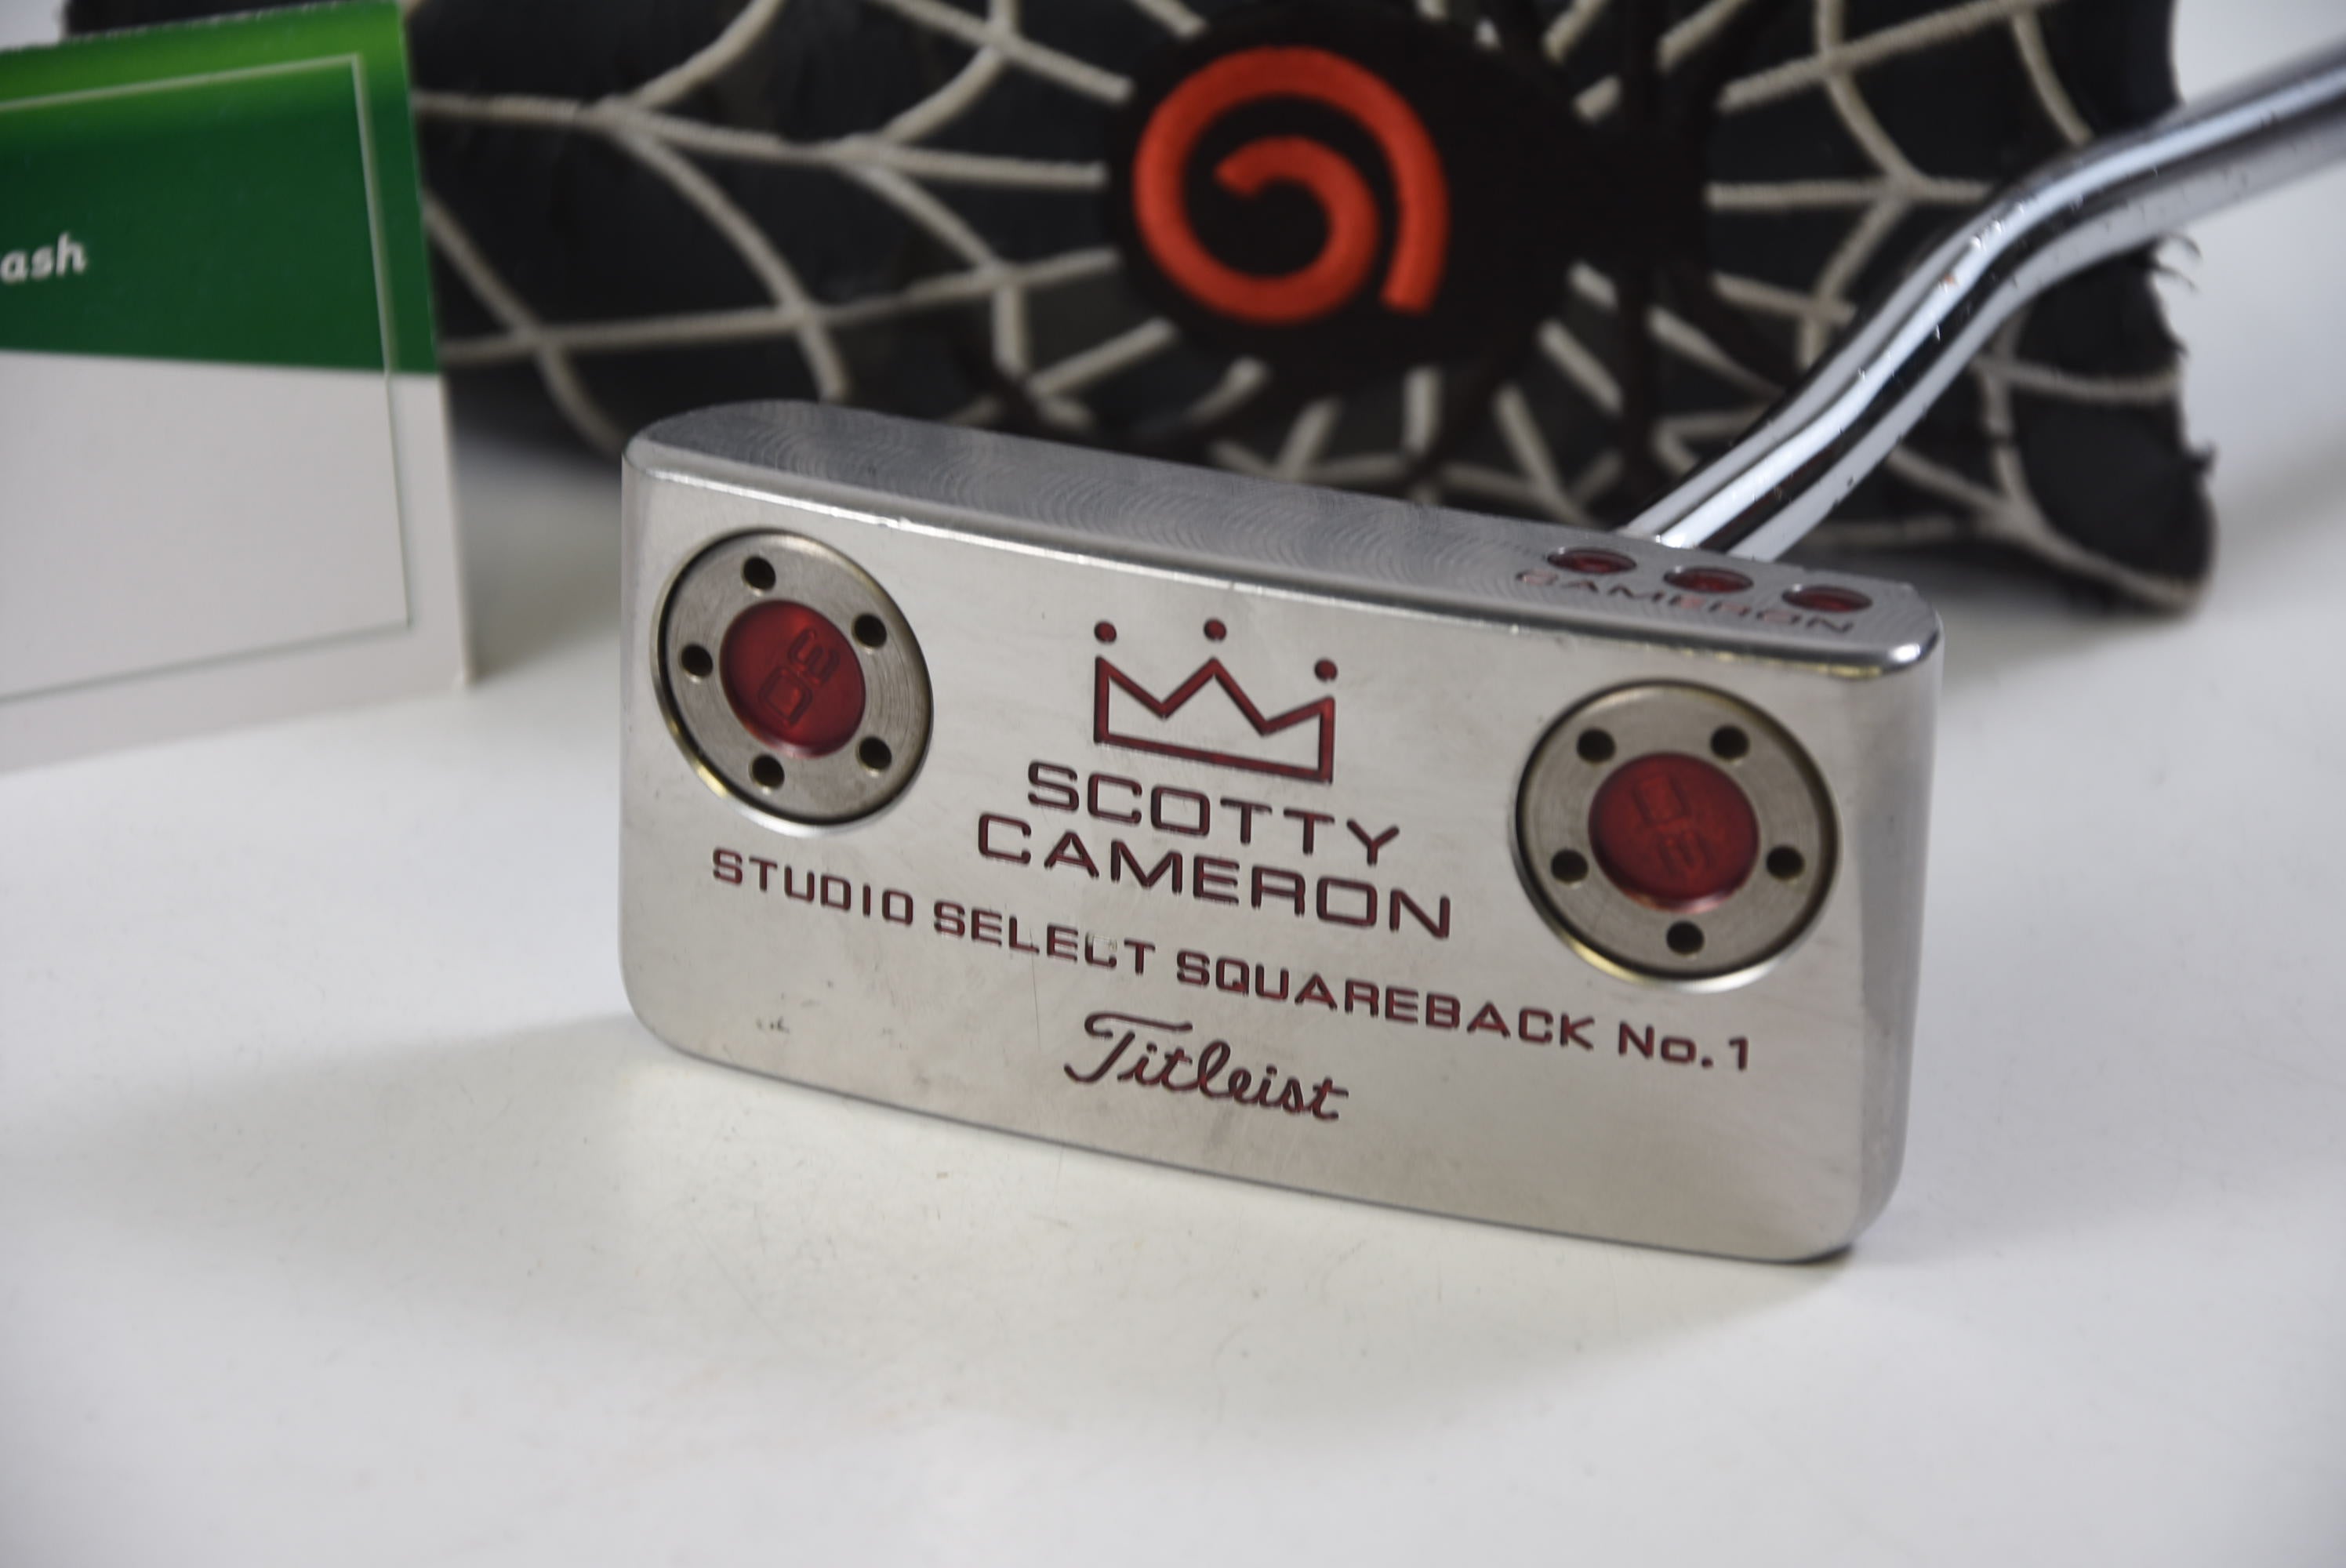 ash
CAMERON
SCOTTY
CAMERON
STUDIO SELECT SQUAREBACK No.1
Titleist